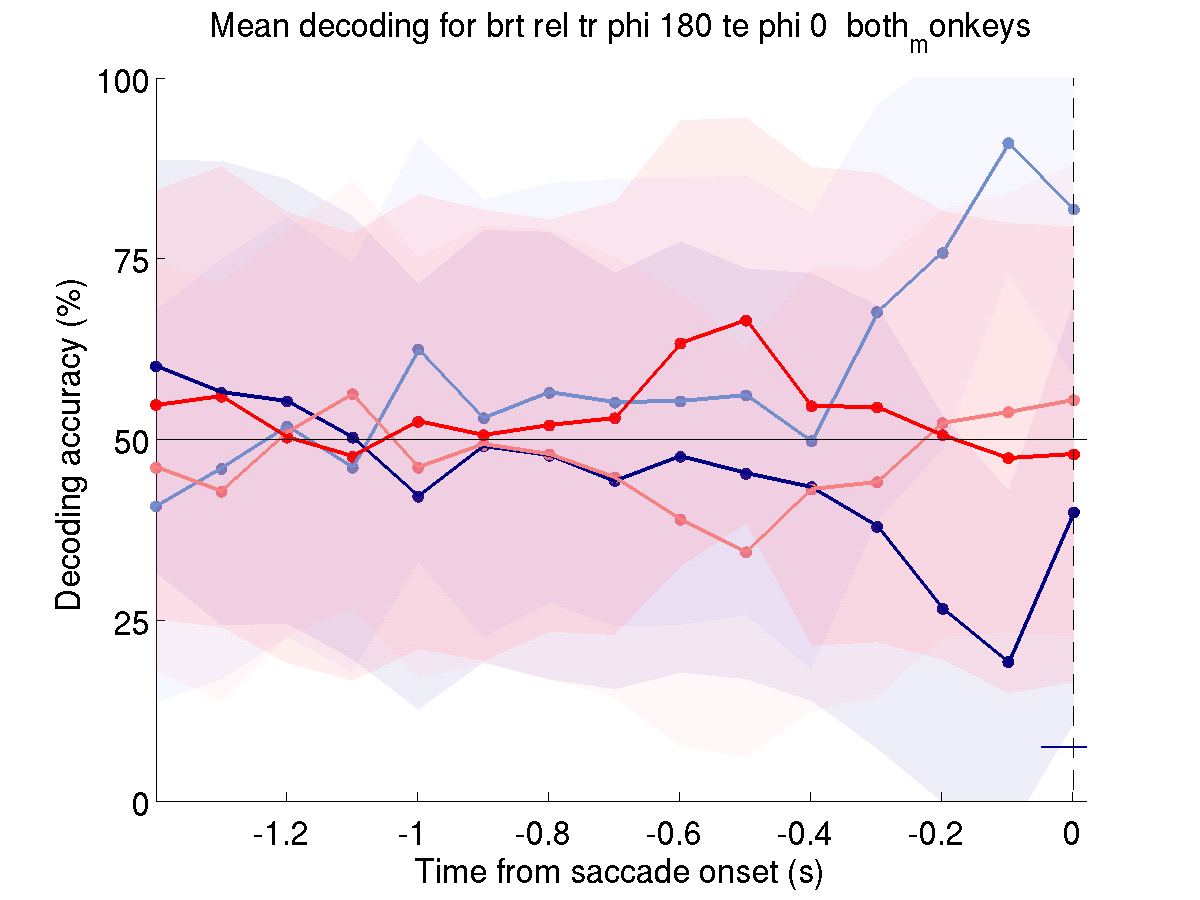 Mean decoding for brt rel tr phi 180 te phi 0 both_monkeys
100
75
50
25
0
Decoding accuracy (%)
-1.2 -1 -0.8 -0.6 -0.4 -0.2 0
Time from saccade onset (s)